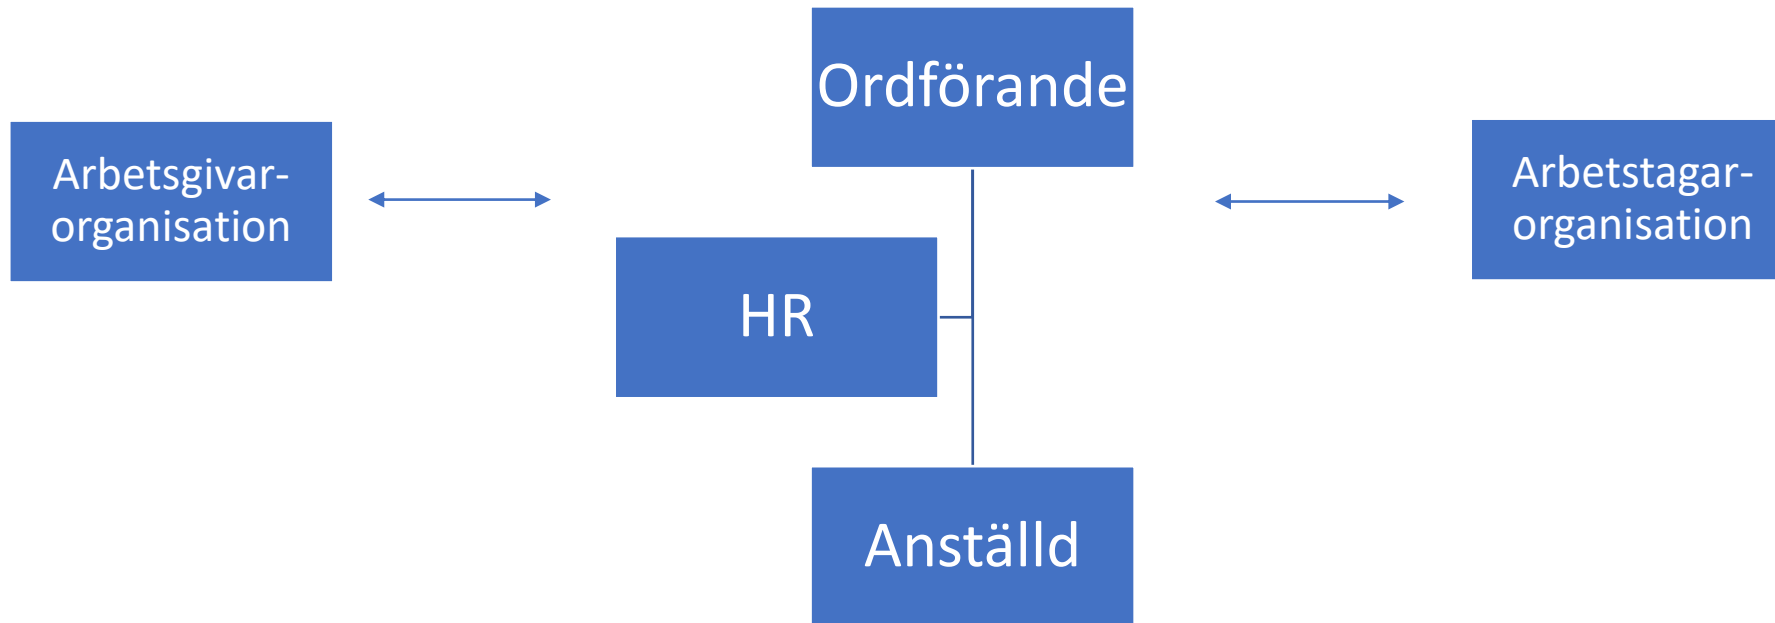 Ordförande
Arbetsgivar-
organisation
Arbetstagar-
organisation
HR
Anställd